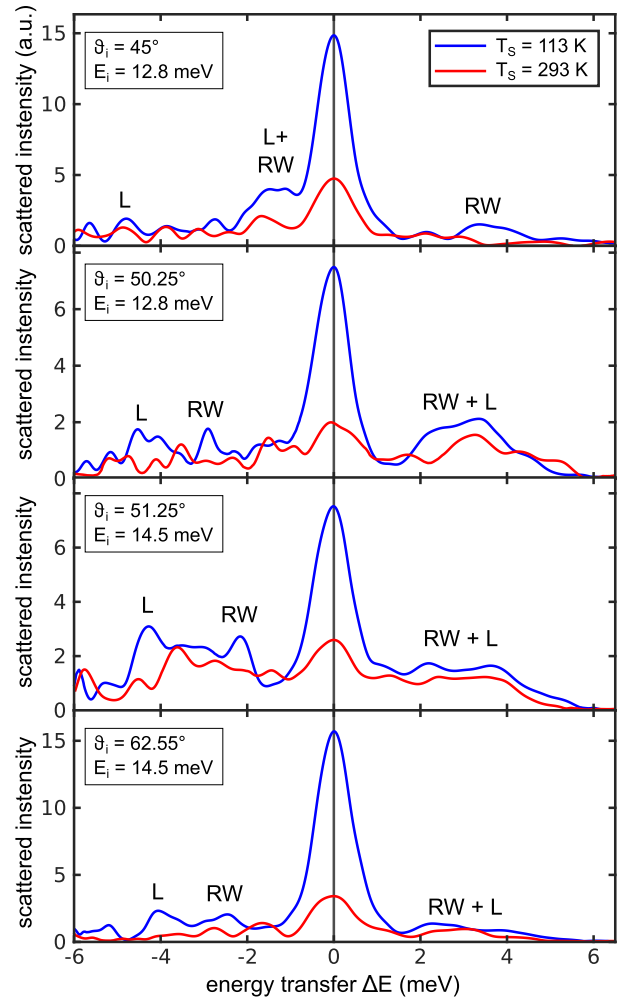 scattered instensity (a.u.)
ϑi = 45°
Ei = 12.8 meV
TS = 113 K
TS = 293 K
15
10
5
0
L
L+
RW
RW
scattered instensity
ϑi = 50.25°
Ei = 12.8 meV
6
4
2
0
L
RW
RW + L
scattered instensity
ϑi = 51.25°
Ei = 14.5 meV
6
4
2
0
L
RW
RW + L
scattered instensity
ϑi = 62.55°
Ei = 14.5 meV
15
10
5
0
L
RW
RW + L
-6 -4 -2 0 2 4 6
energy transfer ΔE (meV)